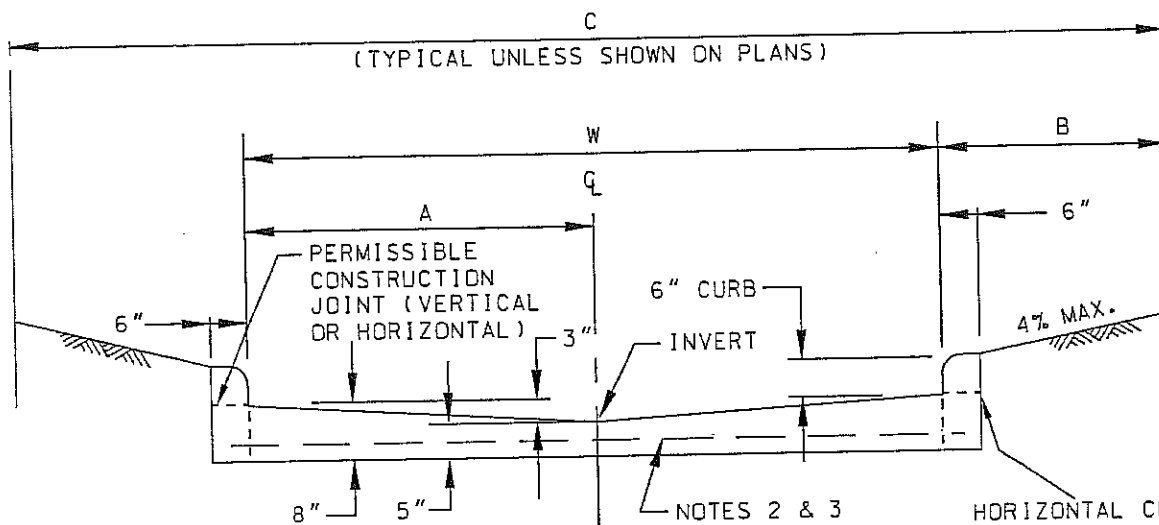 C
(TYPICAL UNLESS SHOWN ON PLANS)
W
B
℄
A
6"
PERMISSIBLE
CONSTRUCTION
JOINT (VERTICAL
OR HORIZONTAL)
6"
3"
6" CURB
INVERT
4% MAX.
8"
5"
NOTES 2 & 3
HORIZONTAL C